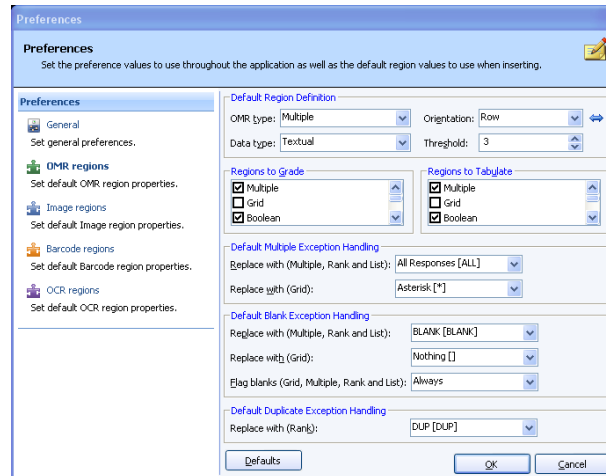 Preferences
Preferences
Set the preference values to use throughout the application as well as the default region values to use when inserting.
Preferences
General
Set general preferences.
OMR regions
Set default OMR region properties.
Image regions
Set default Image region properties.
Barcode regions
Set default Barcode region properties.
OCR regions
Set default OCR region properties.
Default Region Definition
OMR type: Multiple Orientation: Row
Data type: Textual Threshold: 3
Regions to Grade Regions to Tabulate
Multiple Multiple
Grid Grid
Boolean Boolean
Default Multiple Exception Handling
Replace with (Multiple, Rank and List): All Responses [ALL]
Replace with (Grid): Asterisk [*]
Default Blank Exception Handling
Replace with (Multiple, Rank and List): BLANK [BLANK]
Replace with (Grid): Nothing []
Flag blanks (Grid, Multiple, Rank and List): Always
Default Duplicate Exception Handling
Replace with (Rank): DUP [DUP]
Defaults OK Cancel